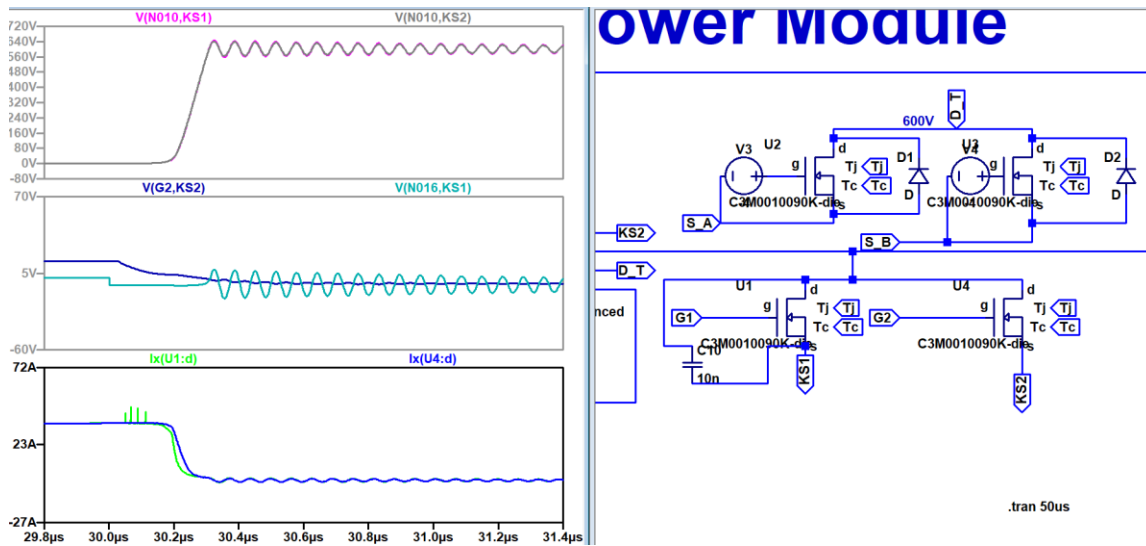 V(N010,KS1) V(N010,KS2)
720V
640V
560V
480V
400V
320V
240V
160V
80V
0V
-80V
V(G2,KS2) V(N016,KS1)
70V
5V
-60V
Ix(U1:d) Ix(U4:d)
72A
23A
-27A
29.8µs 30.0µs 30.2µs 30.4µs 30.6µs 30.8µs 31.0µs 31.2µs 31.4µs
ower Module
D_T
600V
V3 U2 d D1 V4 U3 d D2
g Tj Tj g Tj Tj
Tc Tc D Tc Tc D
C3M0010090K-die s C3M0010090K-die s
S_A
KS2 S_B
D_T
U1 d U4 d
nced G1 g Tj Tj G2 g Tj Tj
Tc Tc Tc Tc
C3M0010090K-die s C3M0010090K-die s
C10
10n KS1 KS2
.tran 50us